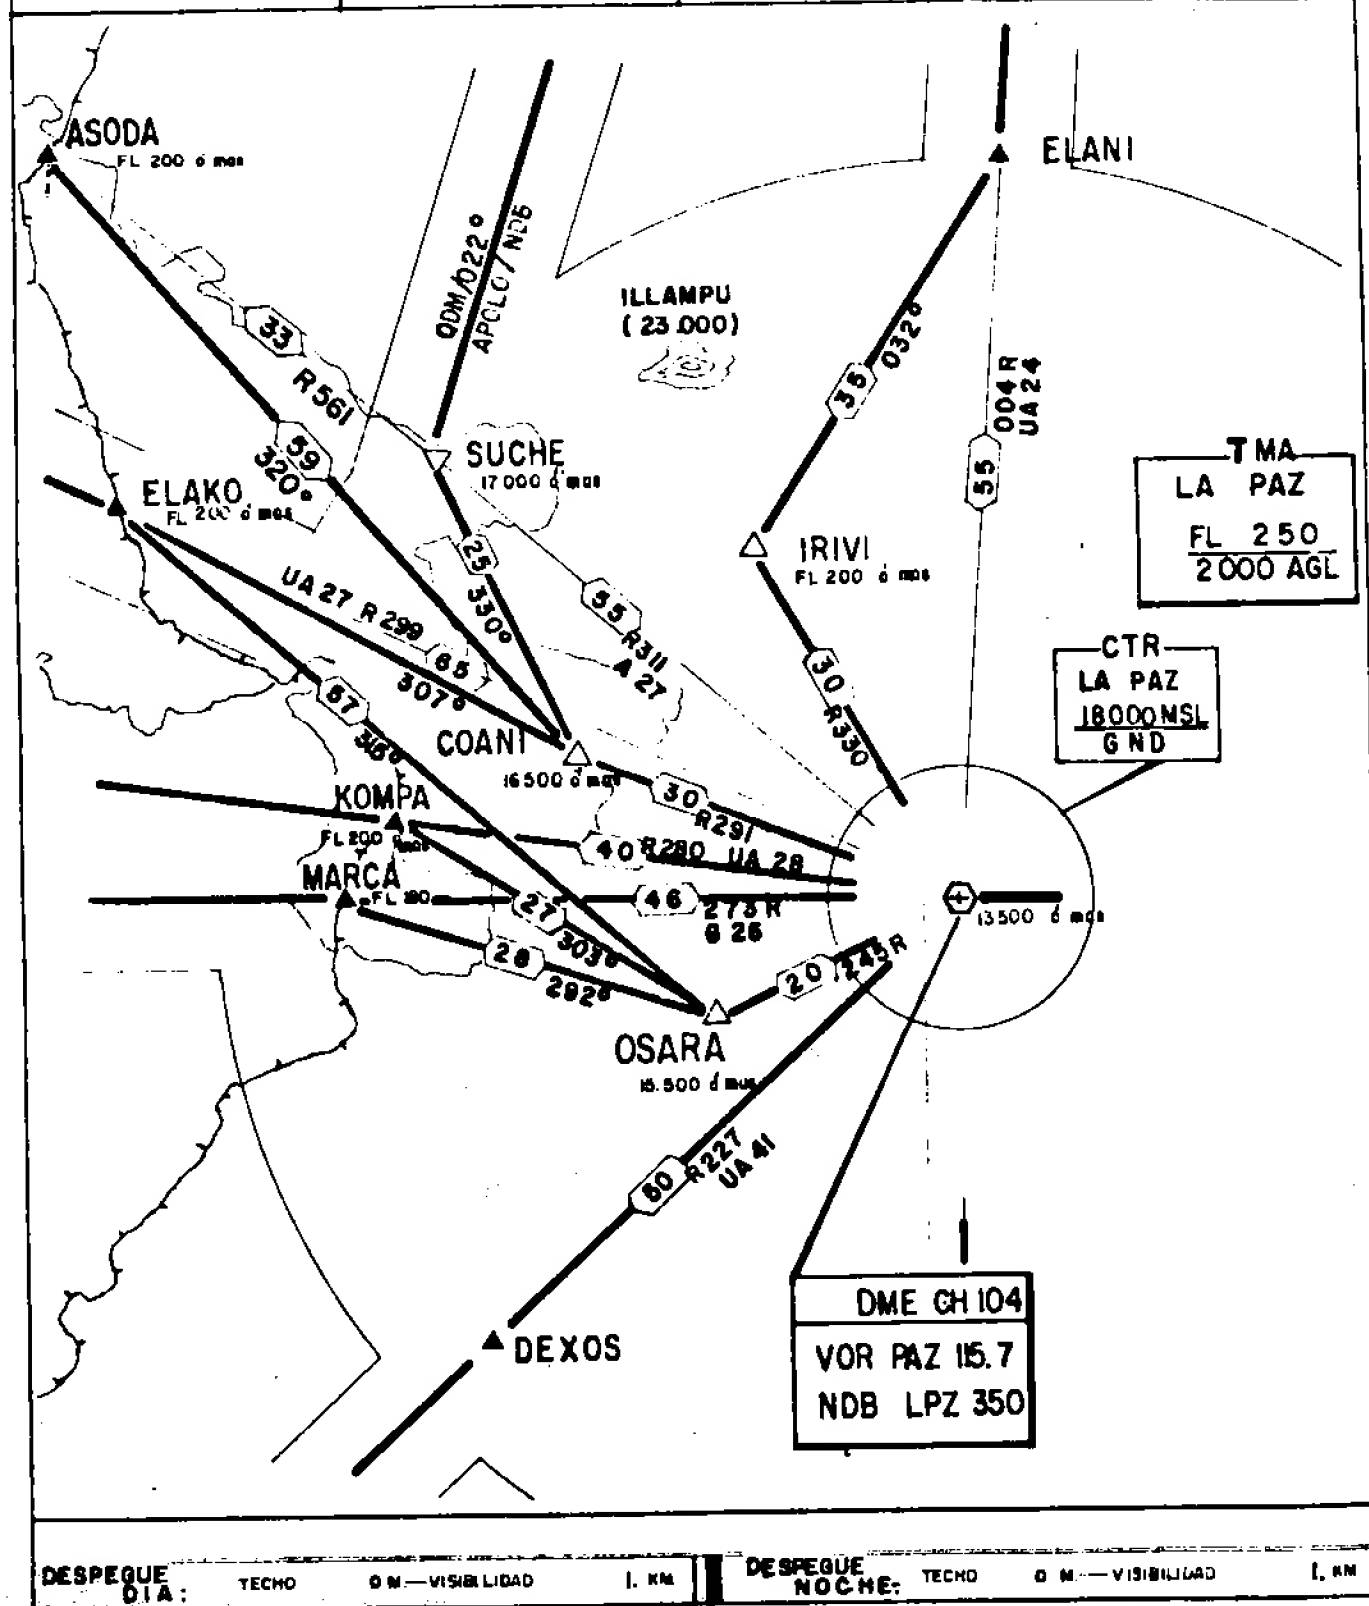 ASODA
FL 200 ó mas
ELANI
QDM/022°
APOLO/NDB
ILLAMPU
(23.000)
33
R561
35
032°
004R
UA24
55
59
320°
SUCHE
17000 ó mas
ELAKO
FL 200 ó mas
TMA
LA PAZ
FL 250
2000 AGL
IRIVI
FL 200 ó mas
25
330°
UA 27 R 299
65
307°
55
R311
A 27
30
R330
CTR
LA PAZ
18000MSL
GND
57
COANI
16500 ó mas
30
R291
KOMPA
FL 200 ó mas
40
R280 UA 28
MARCA
FL 180
46
273 R
27
303°
28
292°
20
243R
13500 ó mas
OSARA
15.500 ó mas
R227
UA 41
DEXOS
DME CH 104
VOR PAZ 115.7
NDB LPZ 350
DESPEGUE
DIA:
TECHO
0 M.—VISIBILIDAD
1. KM
DESPEGUE
NOCHE:
TECHO
0 M.—VISIBILIDAD
1. KM